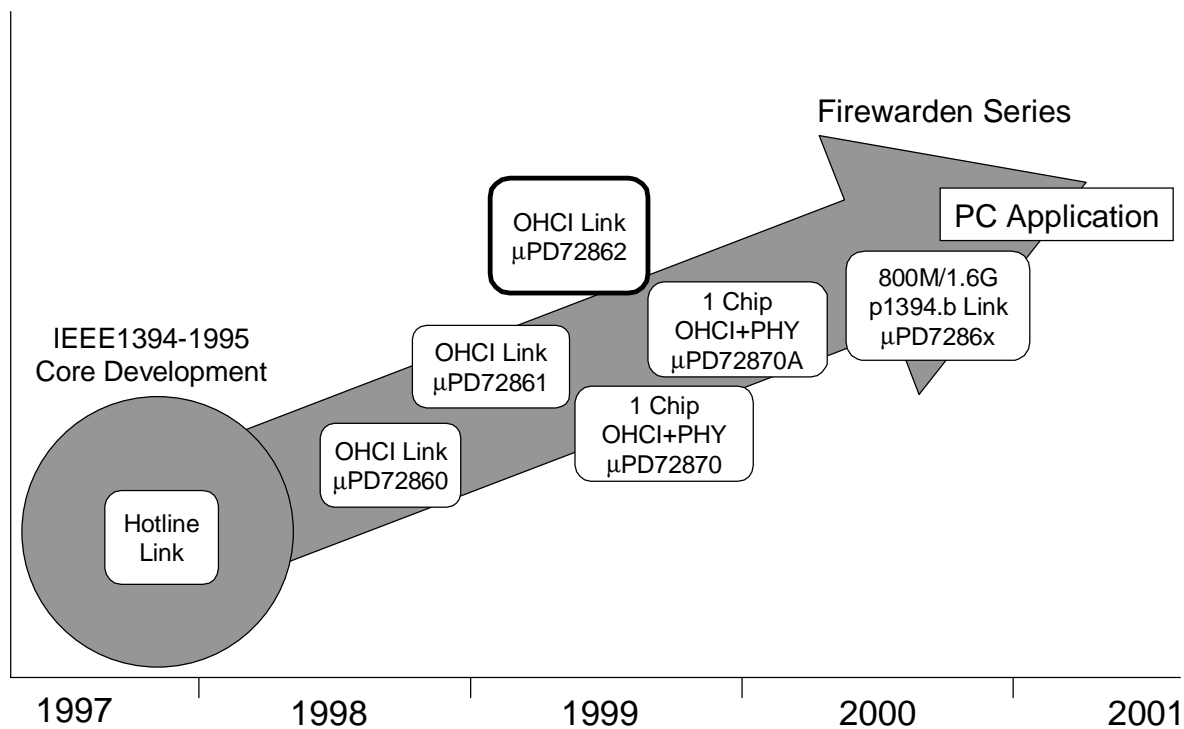 Firewarden Series
PC Application
OHCI Link
μPD72862
800M/1.6G
p1394.b Link
μPD7286x
1 Chip
OHCI+PHY
μPD72870A
IEEE1394-1995
Core Development
OHCI Link
μPD72861
1 Chip
OHCI+PHY
μPD72870
OHCI Link
μPD72860
Hotline
Link
1997
1998
1999
2000
2001